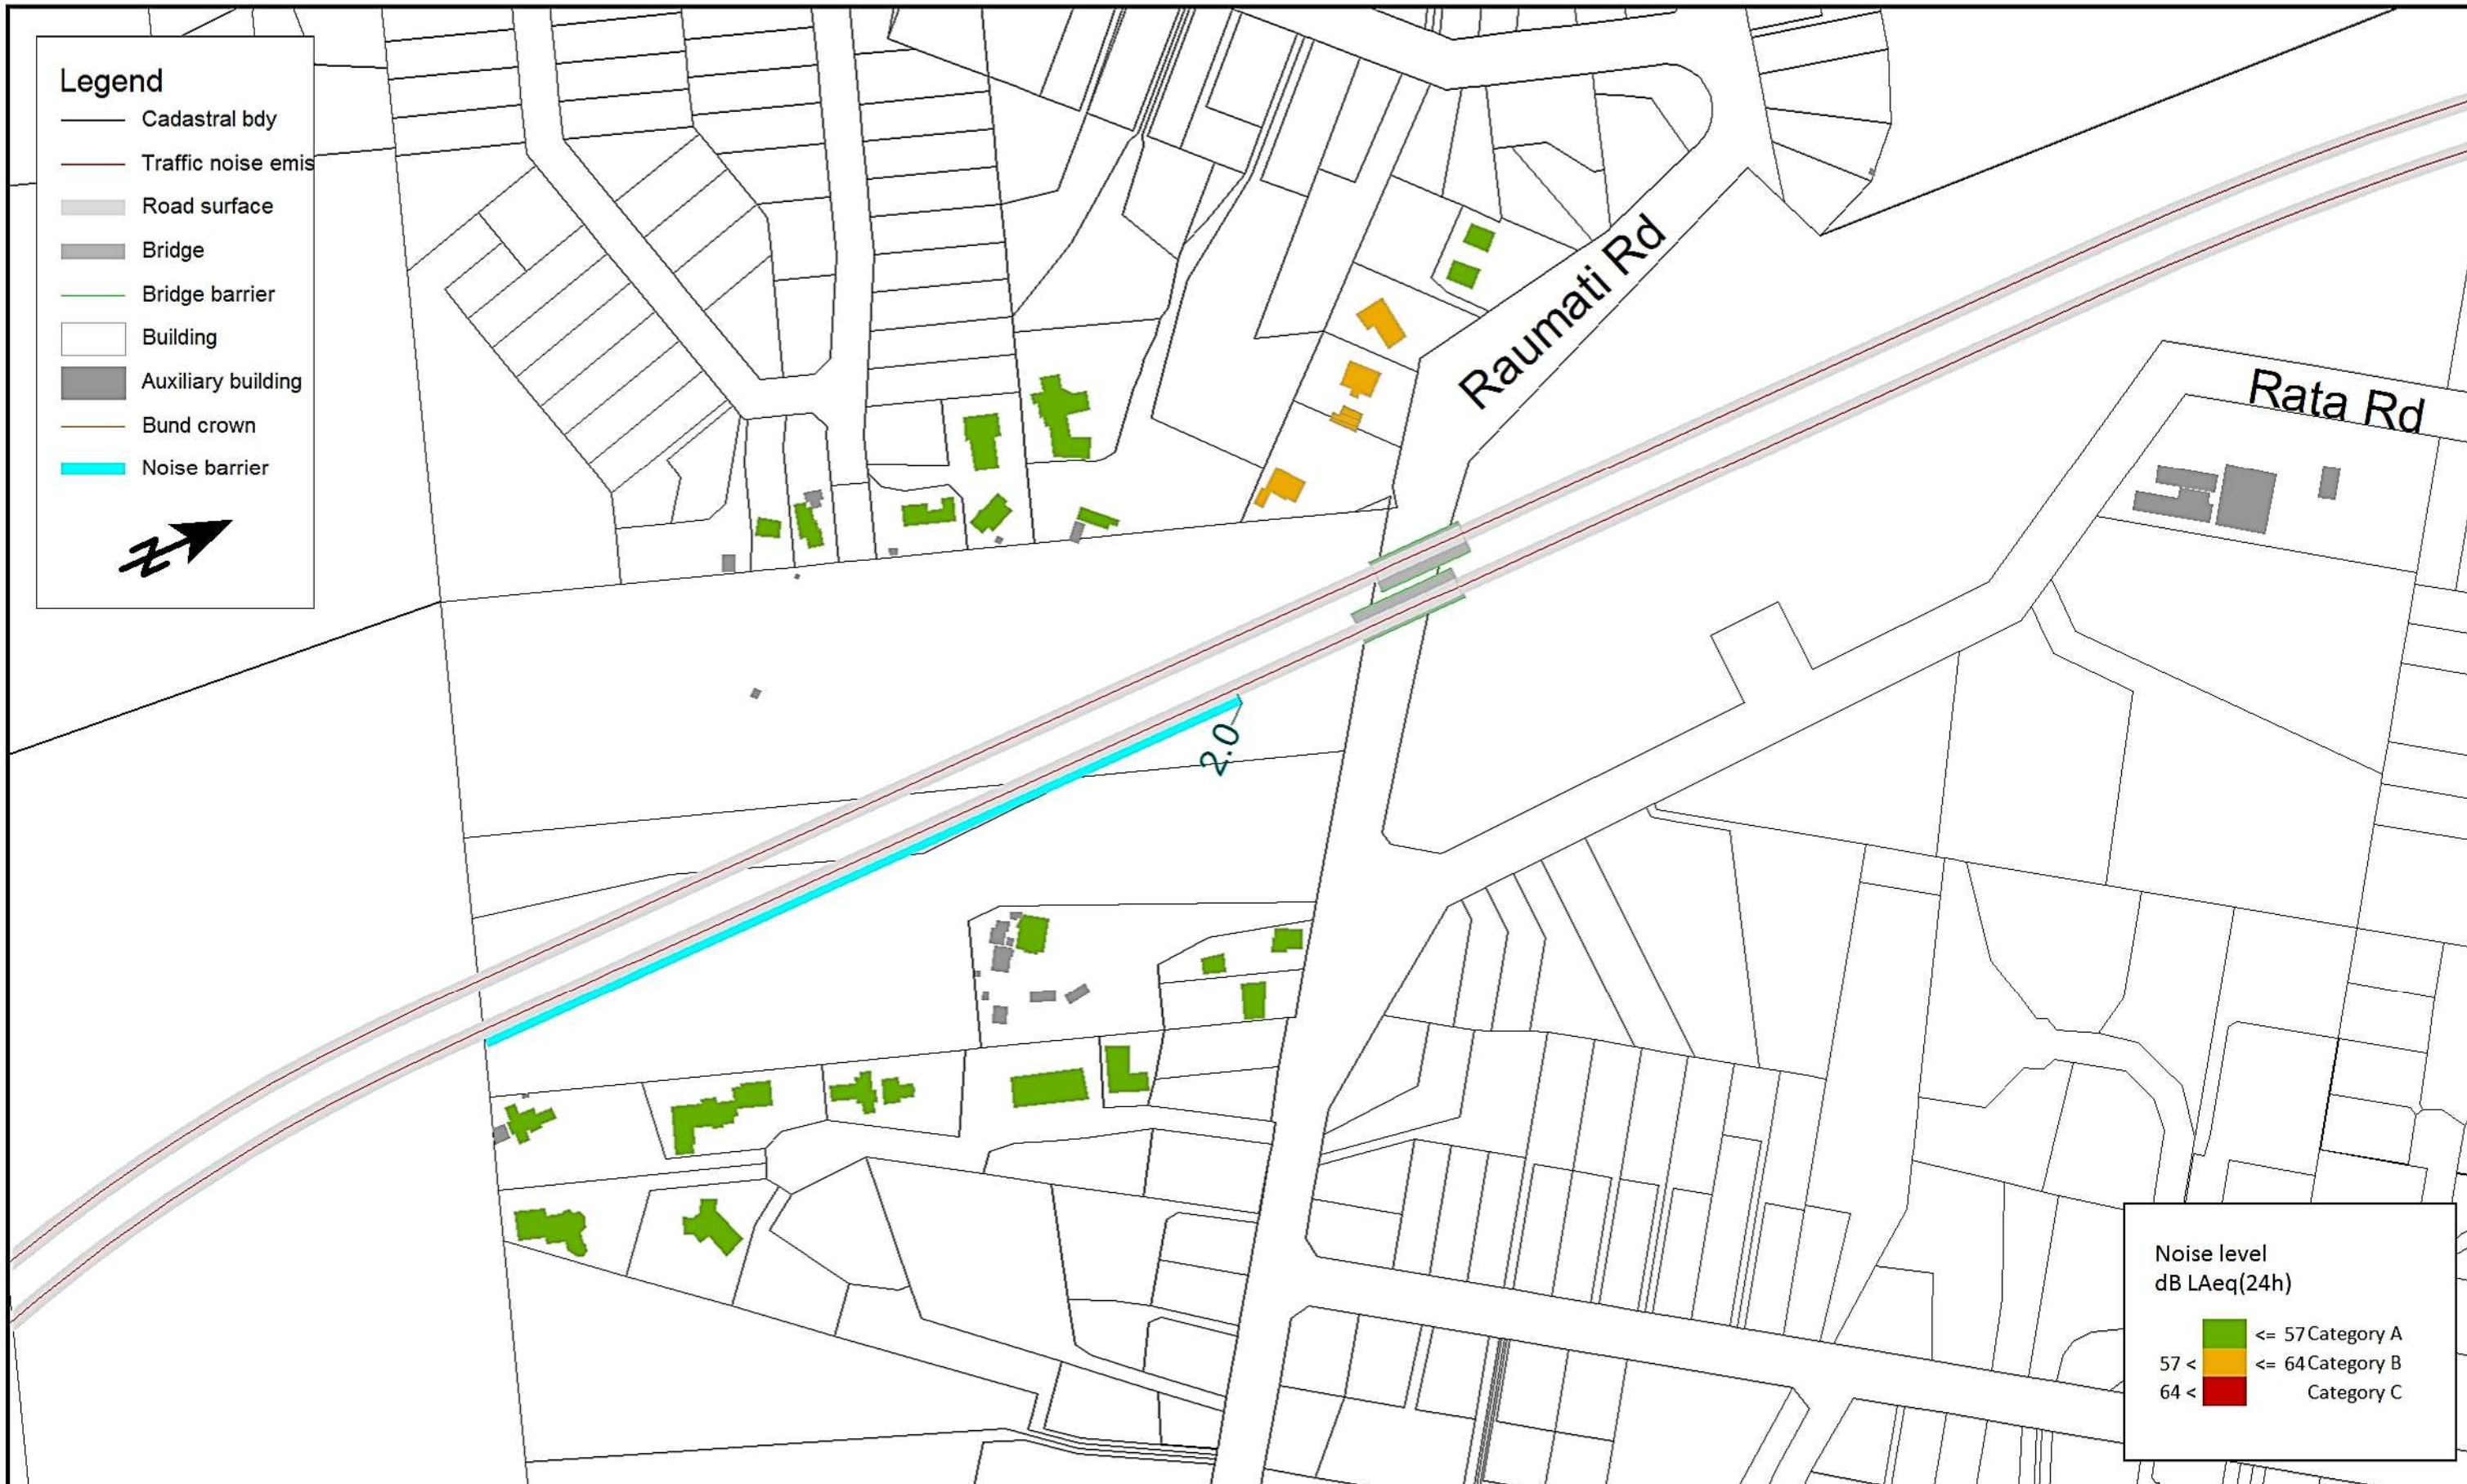 Legend
Cadastral bdy
Traffic noise emis
Road surface
Bridge
Bridge barrier
Building
Auxiliary building
Bund crown
Noise barrier
Z
Raumati Rd
Rata Rd
2.0
Noise level
dB LAeq(24h)
<= 57 Category A
57 < <= 64 Category B
64 < Category C